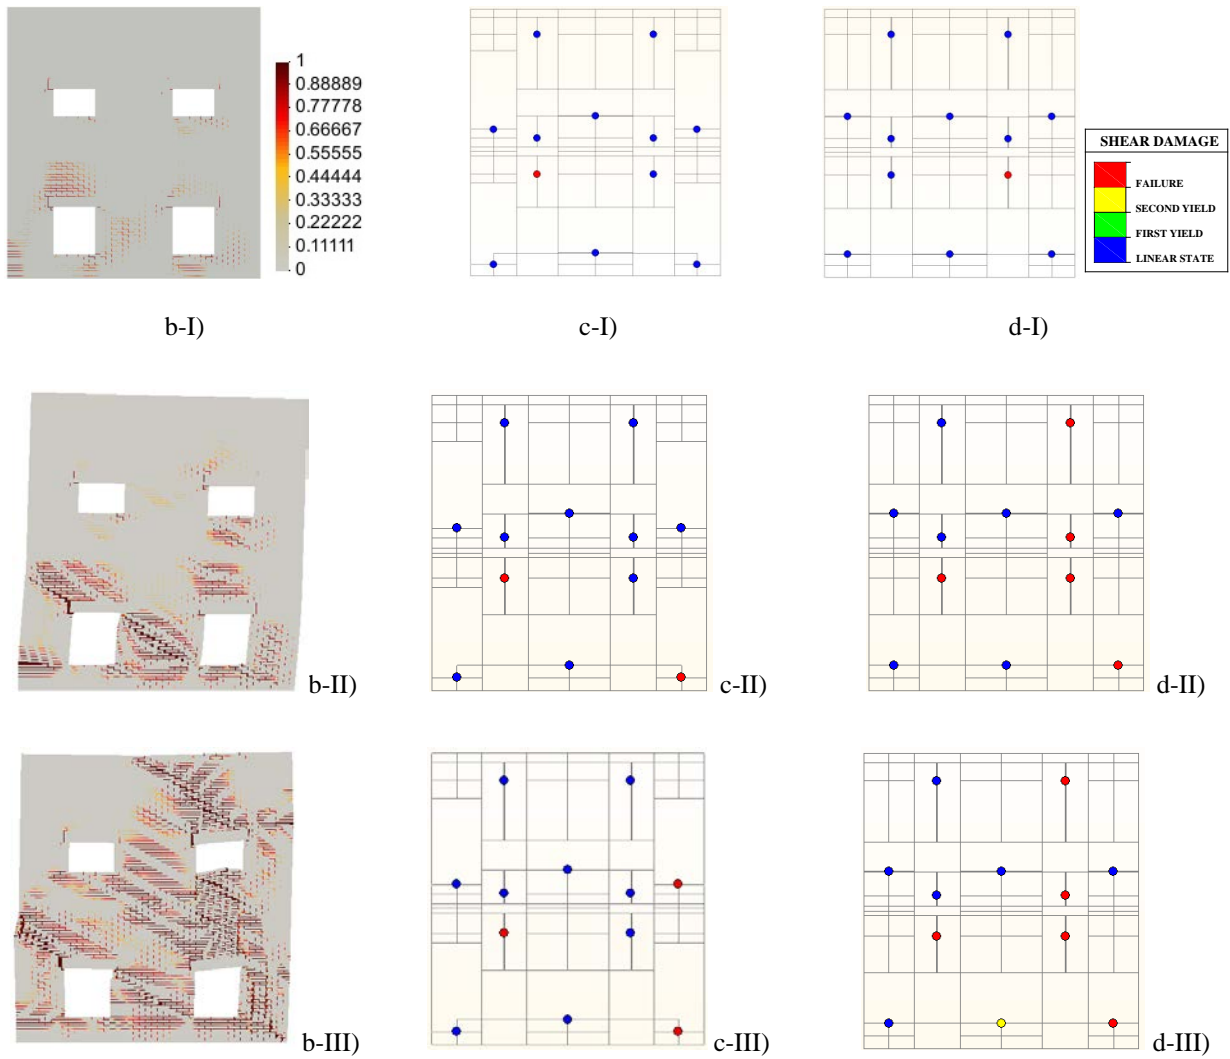 1
0.88889
0.77778
0.66667
0.55555
0.44444
0.33333
0.22222
0.11111
0
SHEAR DAMAGE
FAILURE
SECOND YIELD
FIRST YIELD
LINEAR STATE
b-I)
c-I)
d-I)
b-II)
c-II)
d-II)
b-III)
c-III)
d-III)